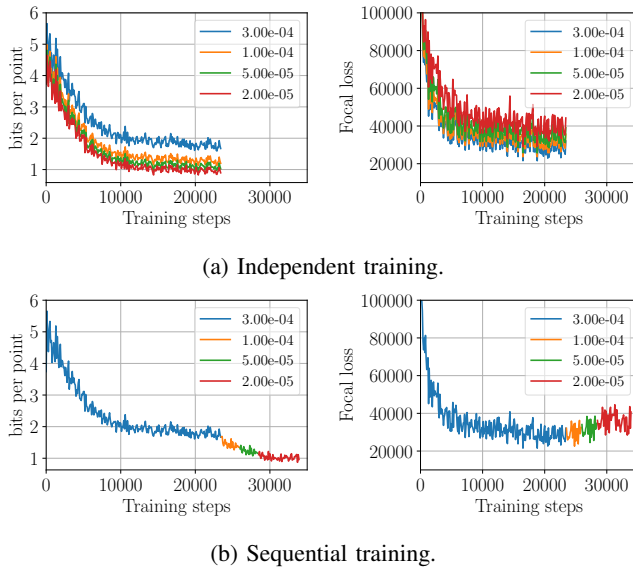 6
5
4
3
2
1
bits per point
0
10000
20000
30000
Training steps
3.00e-04
1.00e-04
5.00e-05
2.00e-05
100000
80000
60000
40000
20000
Focal loss
0
10000
20000
30000
Training steps
3.00e-04
1.00e-04
5.00e-05
2.00e-05
(a) Independent training.
6
5
4
3
2
1
bits per point
0
10000
20000
30000
Training steps
3.00e-04
1.00e-04
5.00e-05
2.00e-05
100000
80000
60000
40000
20000
Focal loss
0
10000
20000
30000
Training steps
3.00e-04
1.00e-04
5.00e-05
2.00e-05
(b) Sequential training.